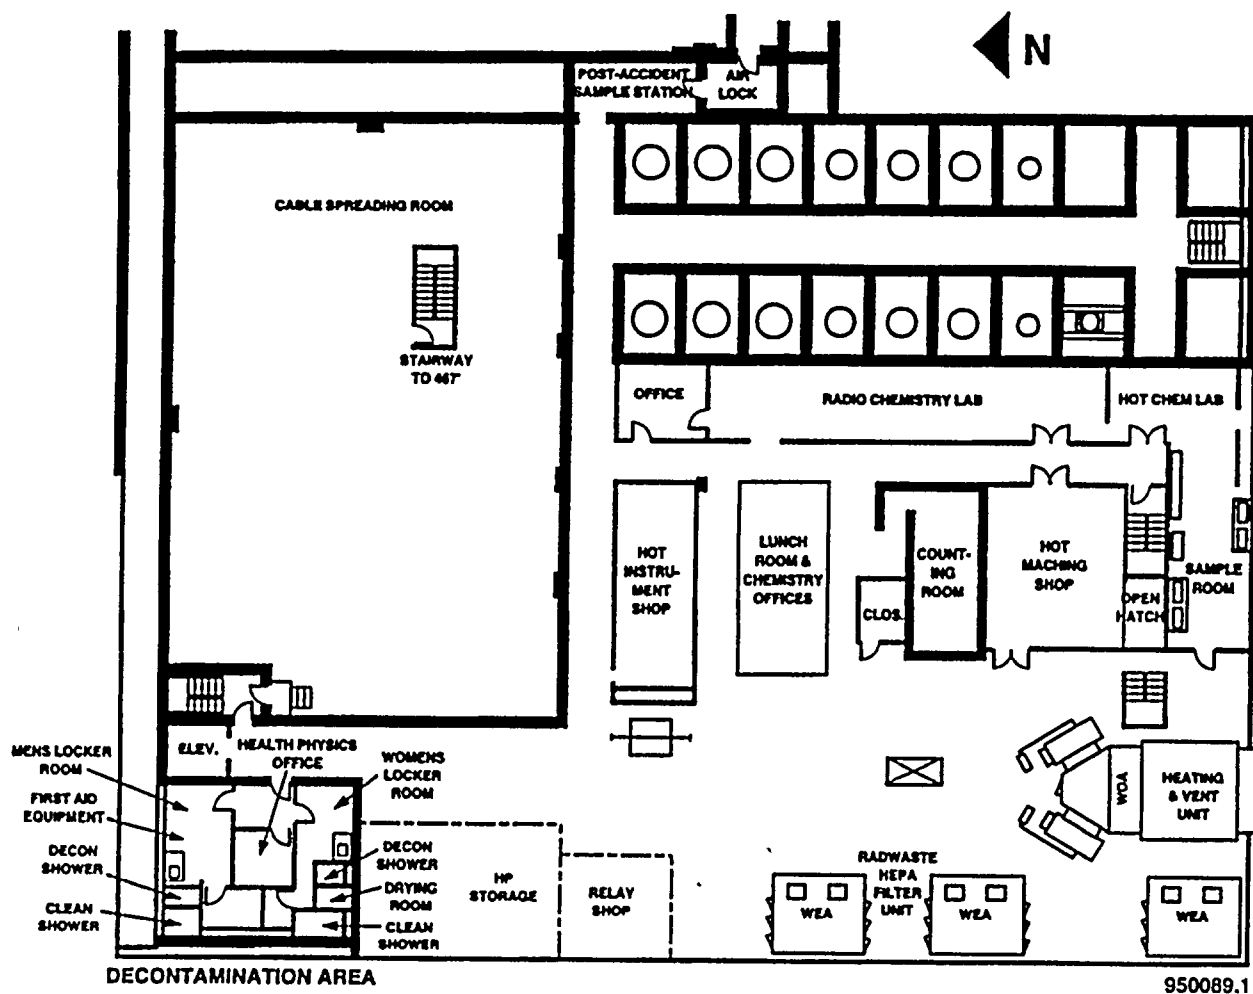 N
POST-ACCIDENT
SAMPLE STATION
AIR
LOCK
CABLE SPREADING ROOM
STAIRWAY
TO 467'
OFFICE
RADIO CHEMISTRY LAB
HOT CHEM LAB
HOT
INSTRU-
MENT
SHOP
LUNCH
ROOM &
CHEMISTRY
OFFICES
COUNT-
ING
ROOM
CLOS.
HOT
MACHING
SHOP
OPEN
HATCH
SAMPLE
ROOM
ELEV.
HEALTH PHYSICS
OFFICE
MENS LOCKER
ROOM
WOMENS
LOCKER
ROOM
FIRST AID
EQUIPMENT
DECON
SHOWER
CLEAN
SHOWER
DECON
SHOWER
DRYING
ROOM
CLEAN
SHOWER
HP
STORAGE
RELAY
SHOP
WOA
HEATING
& VENT
UNIT
RADWASTE
HEPA
FILTER
UNIT
WEA
WEA
WEA
DECONTAMINATION AREA
950089.1